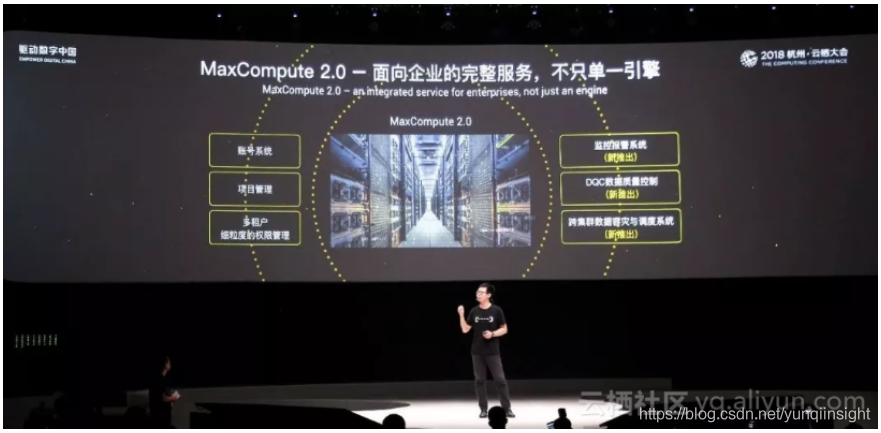 驱动数字中国
EMPOWER DIGITAL CHINA
2018 杭州·云栖大会
THE COMPUTING CONFERENCE
MaxCompute 2.0 — 面向企业的完整服务，不只单一引擎
MaxCompute 2.0 – an integrated service for enterprises, not just an engine
MaxCompute 2.0
账号系统
项目管理
多租户
细粒度的权限管理
监控报警系统
(新推出)
DQC数据质量控制
(新推出)
跨集群数据容灾与调度系统
(新推出)
云栖社区 yq.aliyun.com
https://blog.csdn.net/yunqiinsight